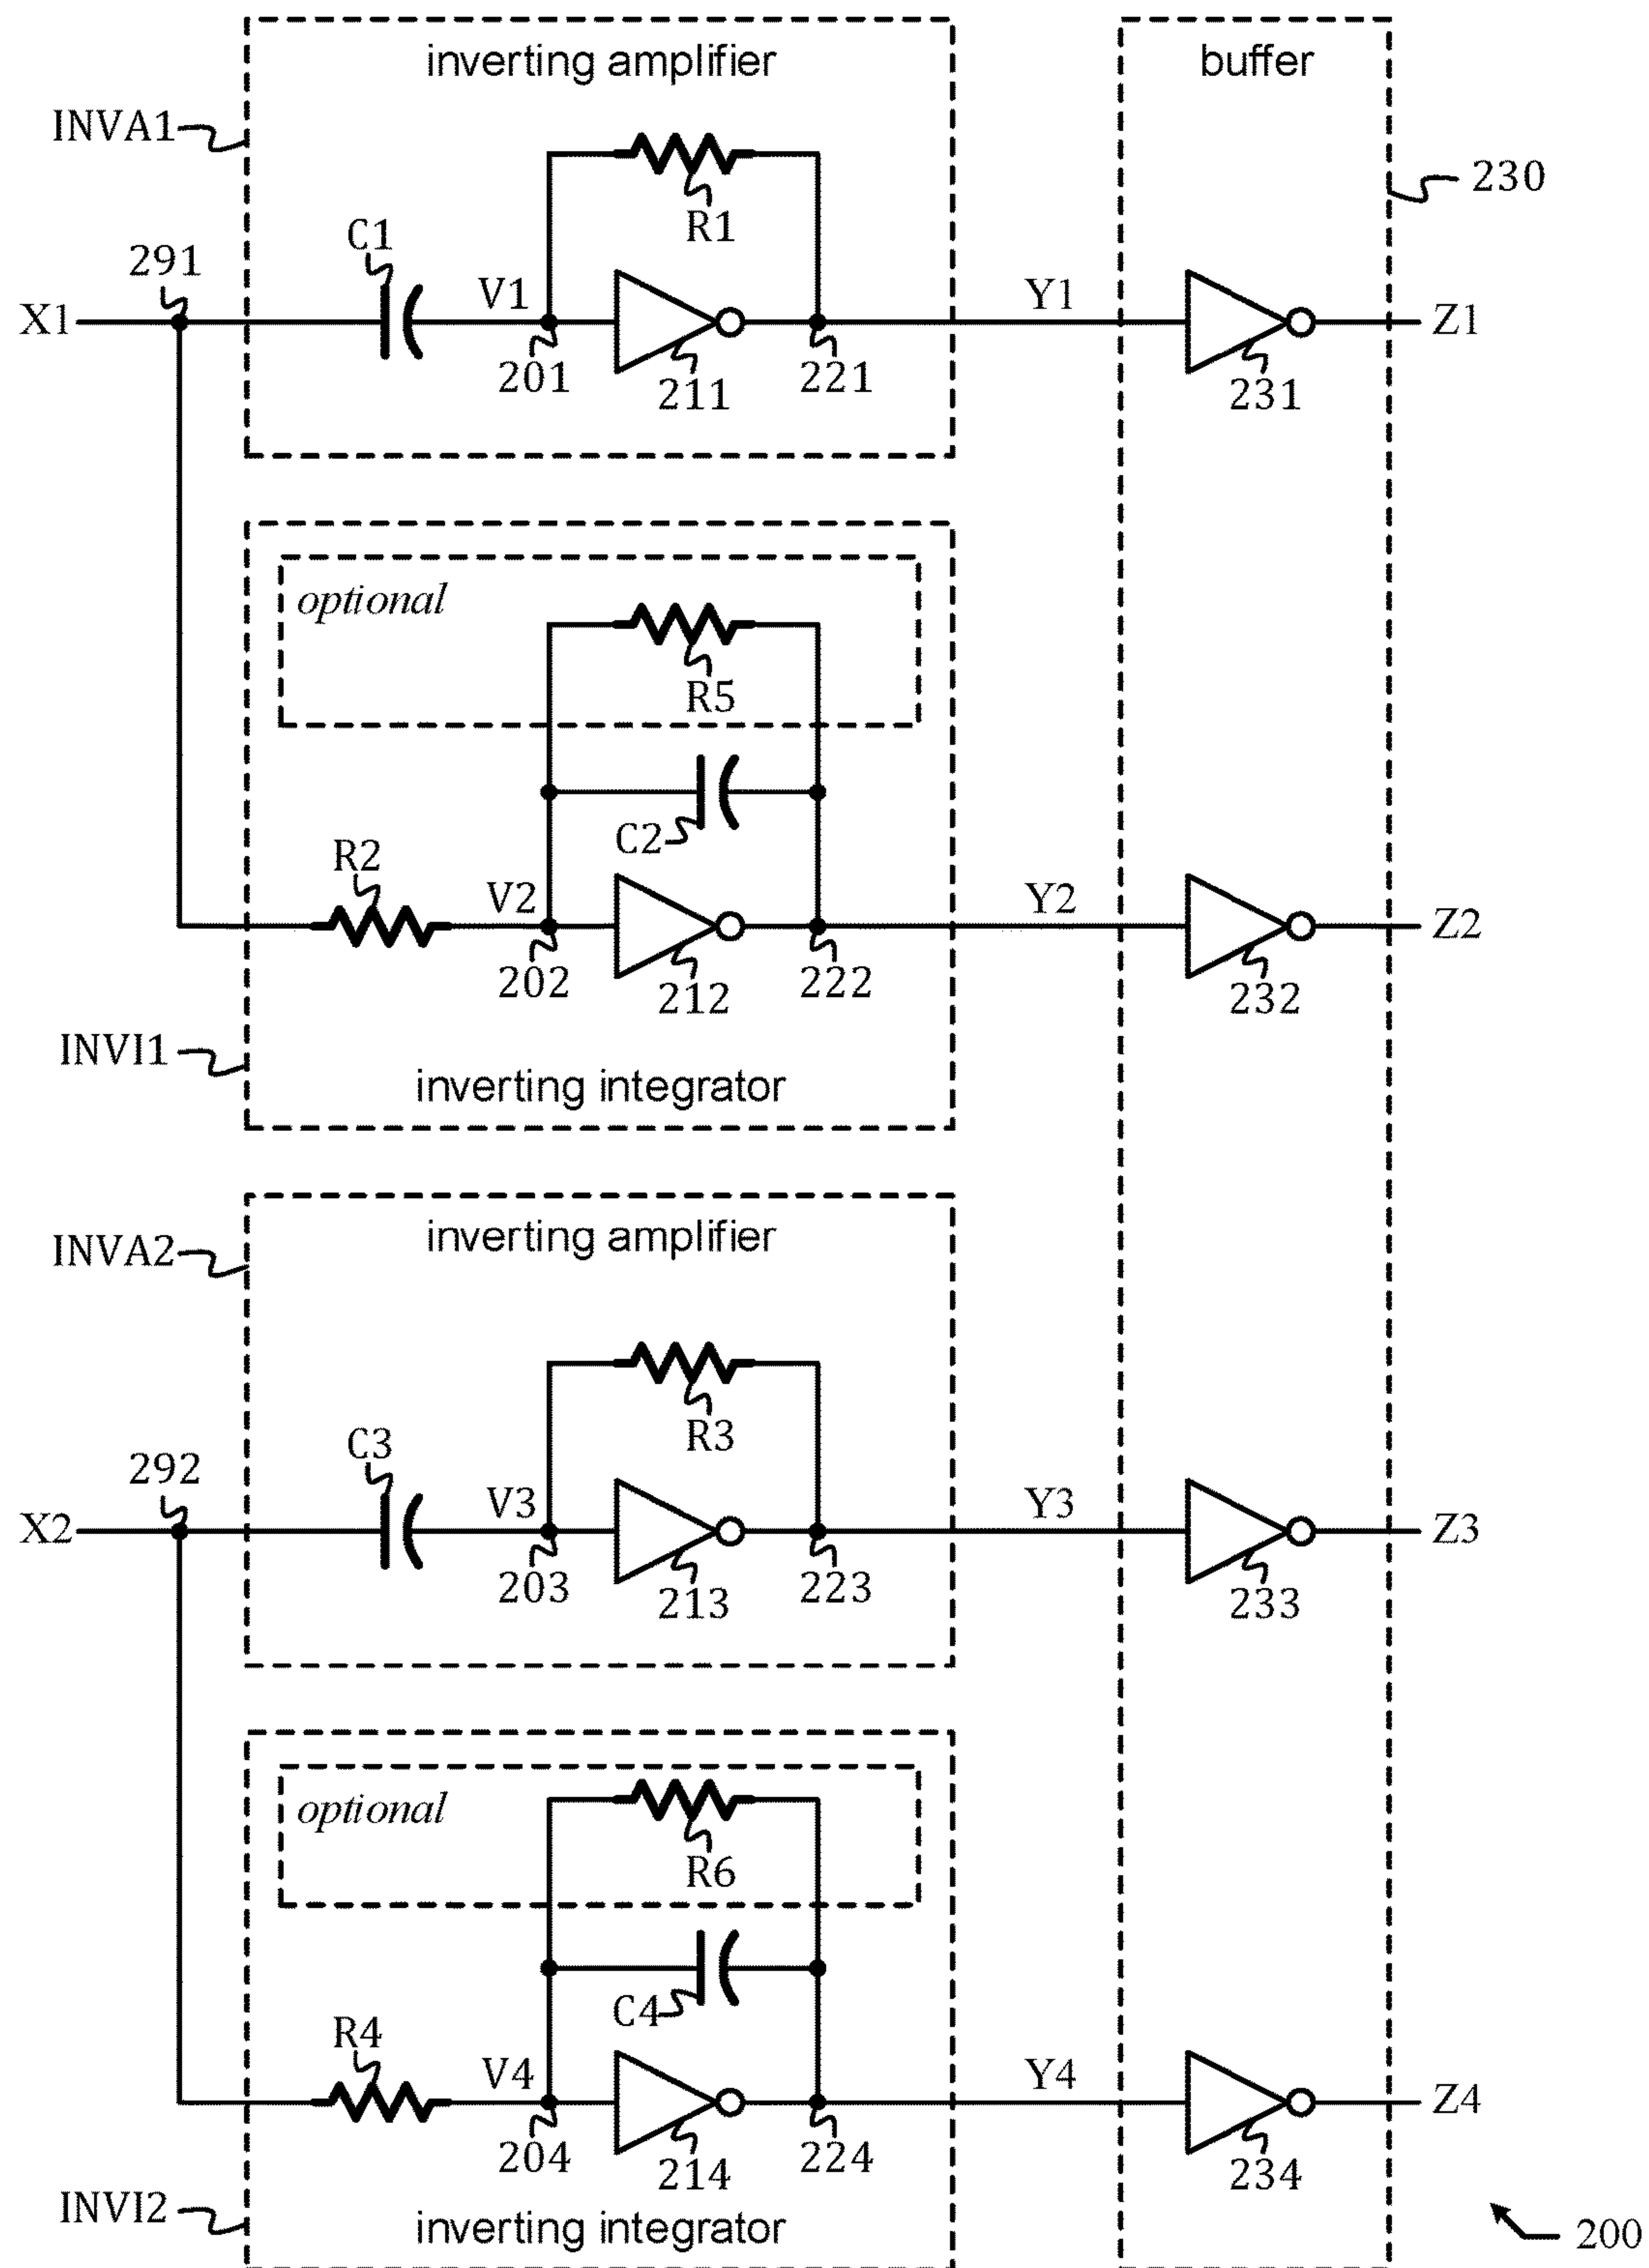 inverting amplifier
buffer
INVA1
230
R1
C1
291
V1
Y1
X1
Z1
201
211
221
231
optional
R5
C2
R2
V2
Y2
Z2
202
212
222
232
INVI1
inverting integrator
inverting amplifier
INVA2
R3
C3
292
V3
Y3
X2
Z3
203
213
223
233
optional
R6
C4
R4
V4
Y4
Z4
204
214
224
234
INVI2
inverting integrator
200